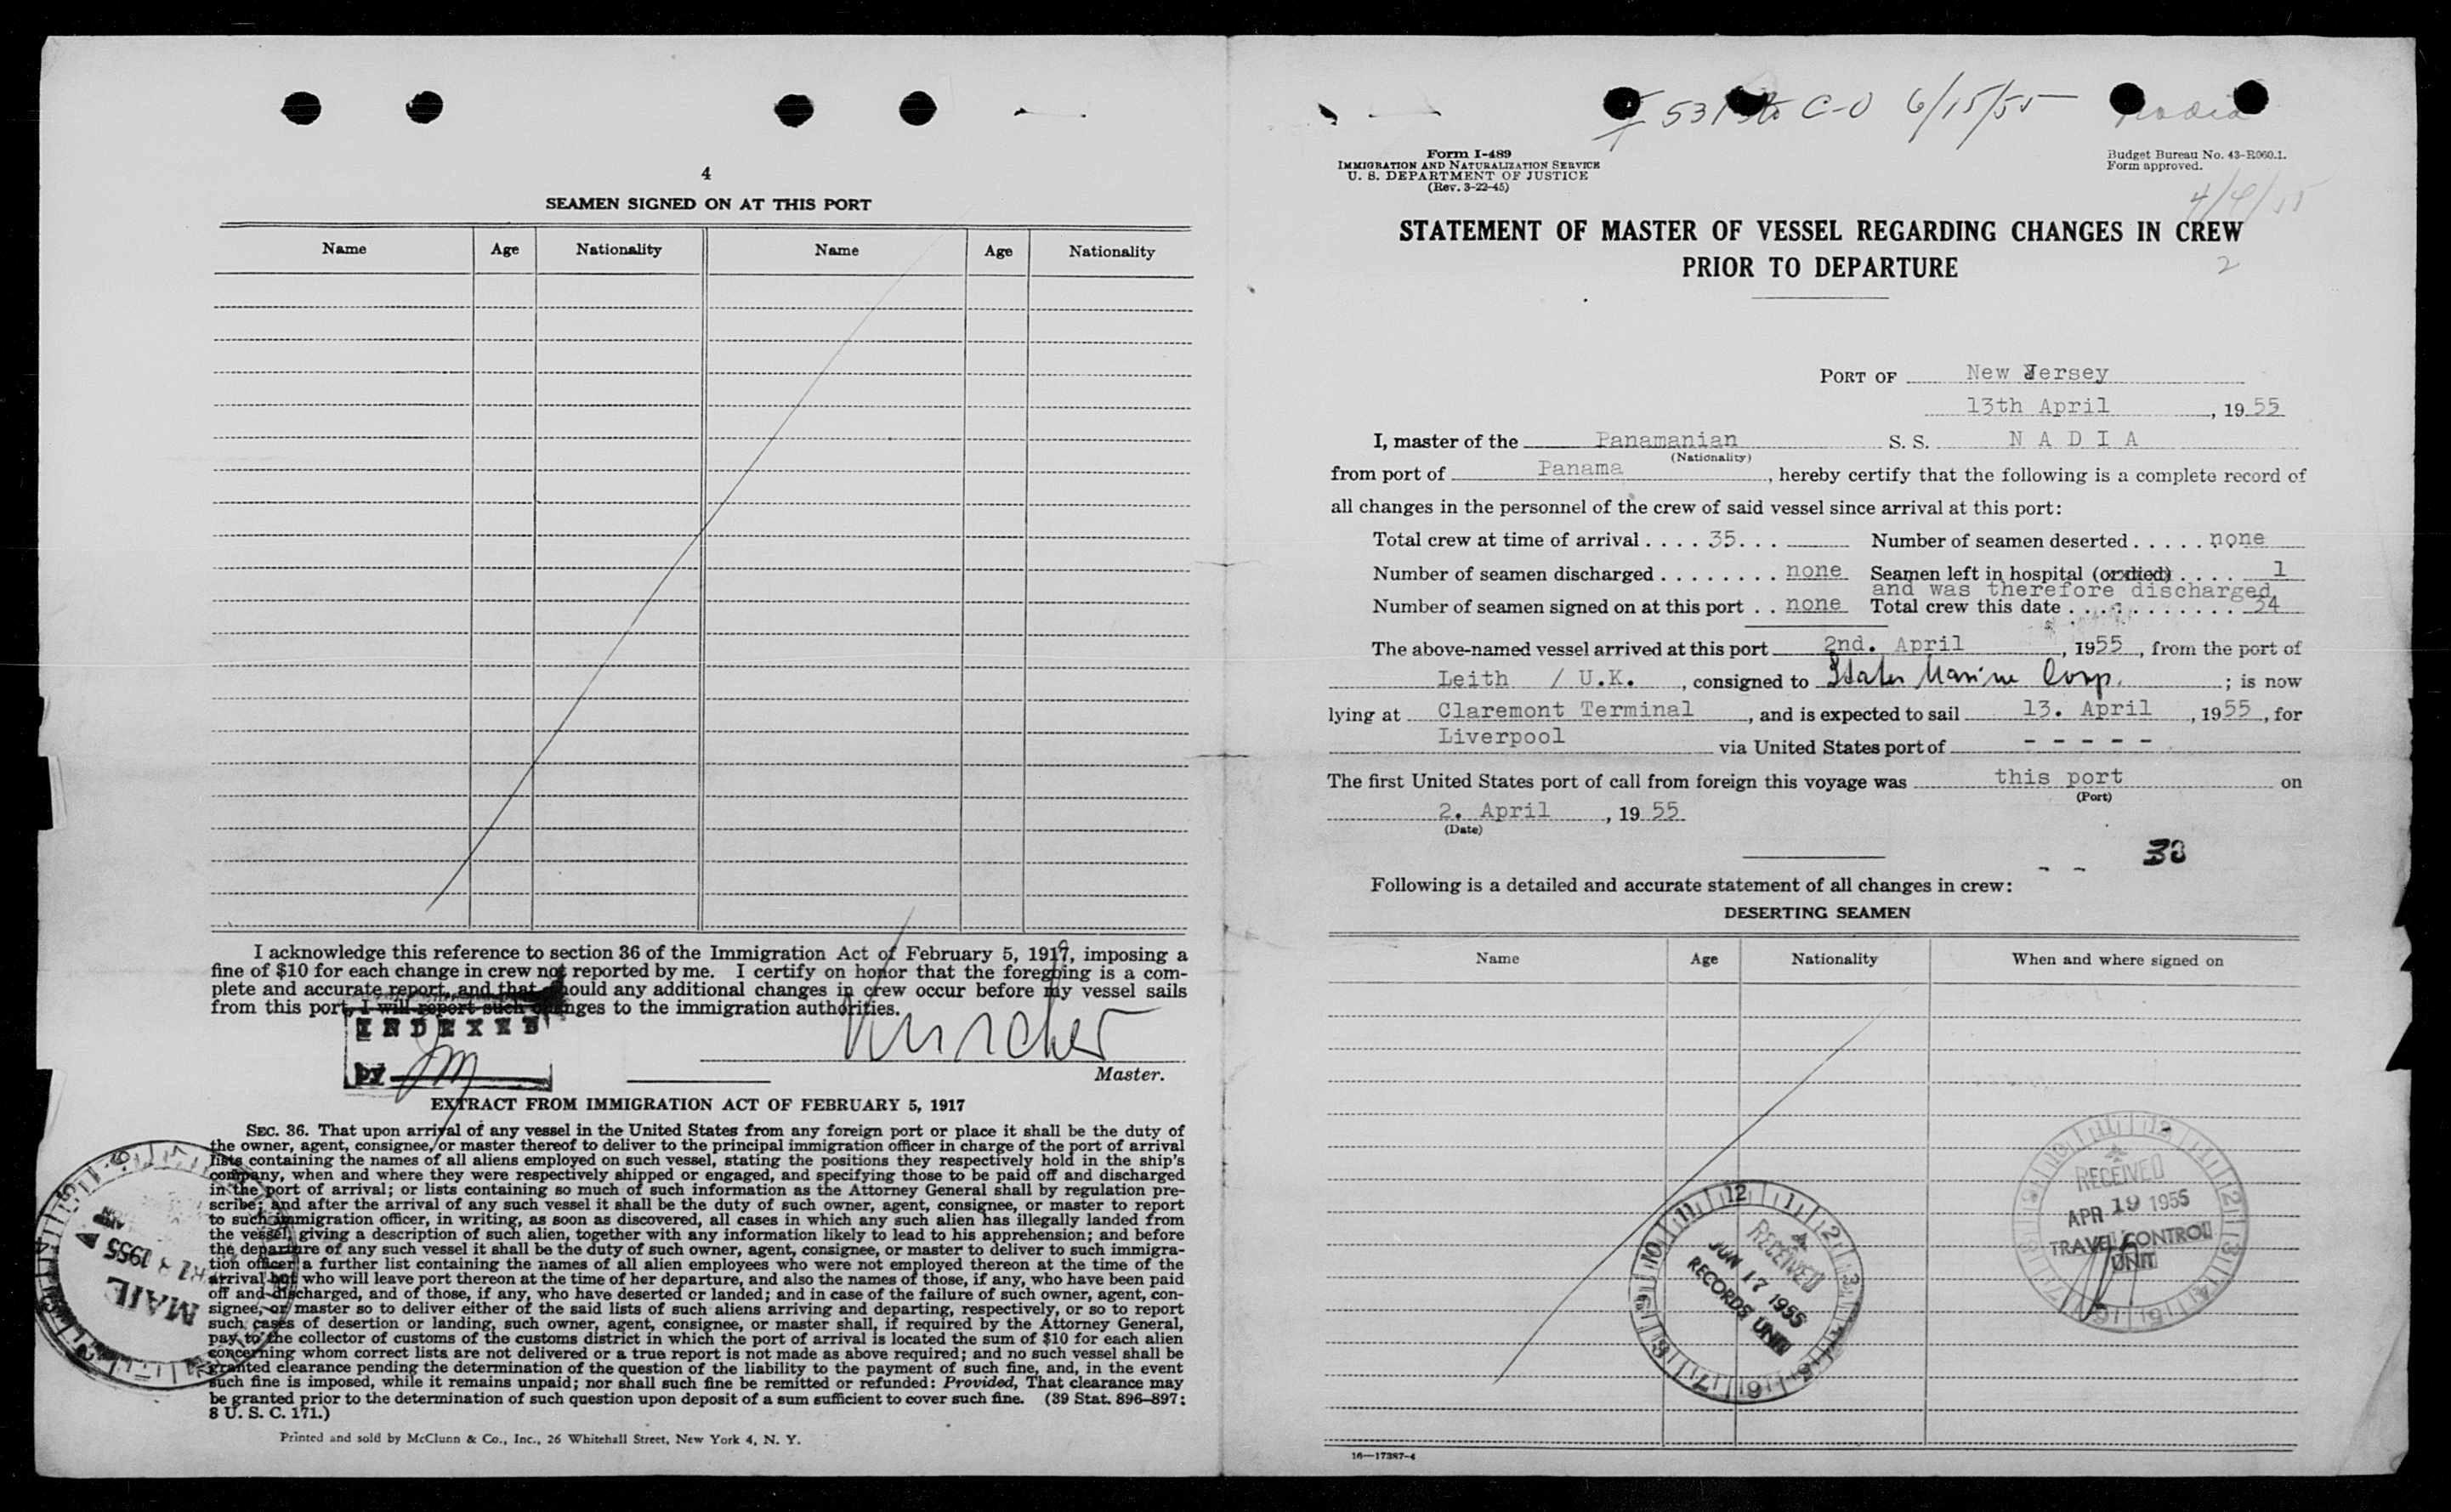 4
SEAMEN SIGNED ON AT THIS PORT
Name Age Nationality Name Age Nationality
I acknowledge this reference to section 36 of the Immigration Act of February 5, 1917, imposing a
fine of $10 for each change in crew not reported by me. I certify on honor that the foregoing is a com-
plete and accurate report, and that should any additional changes in crew occur before my vessel sails
from this port, I will report such changes to the immigration authorities.
INDEXED
by
Master.
EXTRACT FROM IMMIGRATION ACT OF FEBRUARY 5, 1917
SEC. 36. That upon arrival of any vessel in the United States from any foreign port or place it shall be the duty of
the owner, agent, consignee, or master thereof to deliver to the principal immigration officer in charge of the port of arrival
lists containing the names of all aliens employed on such vessel, stating the positions they respectively hold in the ship's
company, when and where they were respectively shipped or engaged, and specifying those to be paid off and discharged
in the port of arrival; or lists containing so much of such information as the Attorney General shall by regulation pre-
scribe; and after the arrival of any such vessel it shall be the duty of such owner, agent, consignee, or master to report
to such immigration officer, in writing, as soon as discovered, all cases in which any such alien has illegally landed from
the vessel, giving a description of such alien, together with any information likely to lead to his apprehension; and before
the departure of any such vessel it shall be the duty of such owner, agent, consignee, or master to deliver to such immigra-
tion officer a further list containing the names of all alien employees who were not employed thereon at the time of the
arrival but who will leave port thereon at the time of her departure, and also the names of those, if any, who have been paid
off and discharged, and of those, if any, who have deserted or landed; and in case of the failure of such owner, agent, con-
signee, or master so to deliver either of the said lists of such aliens arriving and departing, respectively, or so to report
such cases of desertion or landing, such owner, agent, consignee, or master shall, if required by the Attorney General,
pay to the collector of customs of the customs district in which the port of arrival is located the sum of $10 for each alien
concerning whom correct lists are not delivered or a true report is not made as above required; and no such vessel shall be
granted clearance pending the determination of the question of the liability to the payment of such fine, and, in the event
such fine is imposed, while it remains unpaid; nor shall such fine be remitted or refunded: Provided, That clearance may
be granted prior to the determination of such question upon deposit of a sum sufficient to cover such fine. (39 Stat. 896–897;
8 U. S. C. 171.)
Printed and sold by McClunn & Co., Inc., 26 Whitehall Street, New York 4, N. Y.
1955
MAIL
C-O 6/15/55 Nadia
Form I-489
IMMIGRATION AND NATURALIZATION SERVICE
U. S. DEPARTMENT OF JUSTICE
(Rev. 3-22-45)
Budget Bureau No. 43-R060.1.
Form approved.
STATEMENT OF MASTER OF VESSEL REGARDING CHANGES IN CREW
PRIOR TO DEPARTURE
2
PORT OF New Jersey
13th April, 19 55
I, master of the Panamanian S. S. N A D I A
(Nationality)
from port of Panama, hereby certify that the following is a complete record of
all changes in the personnel of the crew of said vessel since arrival at this port:
Total crew at time of arrival . . . . 35. . . Number of seamen deserted . . . . . none
Number of seamen discharged . . . . . . . . none Seamen left in hospital (or died) . . . . 1
and was therefore discharged
Number of seamen signed on at this port . . none Total crew this date . . . . . . . . . . . 34
The above-named vessel arrived at this port 2nd. April, 1955, from the port of
Leith / U.K., consigned to States Marine Corp.; is now
lying at Claremont Terminal, and is expected to sail 13. April, 1955, for
Liverpool via United States port of - - - - -
The first United States port of call from foreign this voyage was this port on
(Port)
2. April, 19 55
(Date)
Following is a detailed and accurate statement of all changes in crew:
DESERTING SEAMEN
Name Age Nationality When and where signed on
RECEIVED
JUN 17 1955
RECORDS UNIT
RECEIVED
APR 19 1955
TRAVEL CONTROL
UNIT
16—17387-4